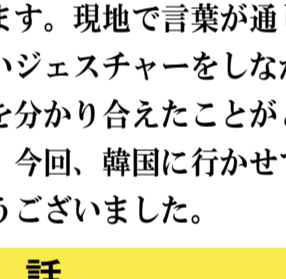 ます。現地で言葉が通
いジェスチャーをしなが
を分かり合えたことが
、今回、韓国に行かせ
うございました。
話